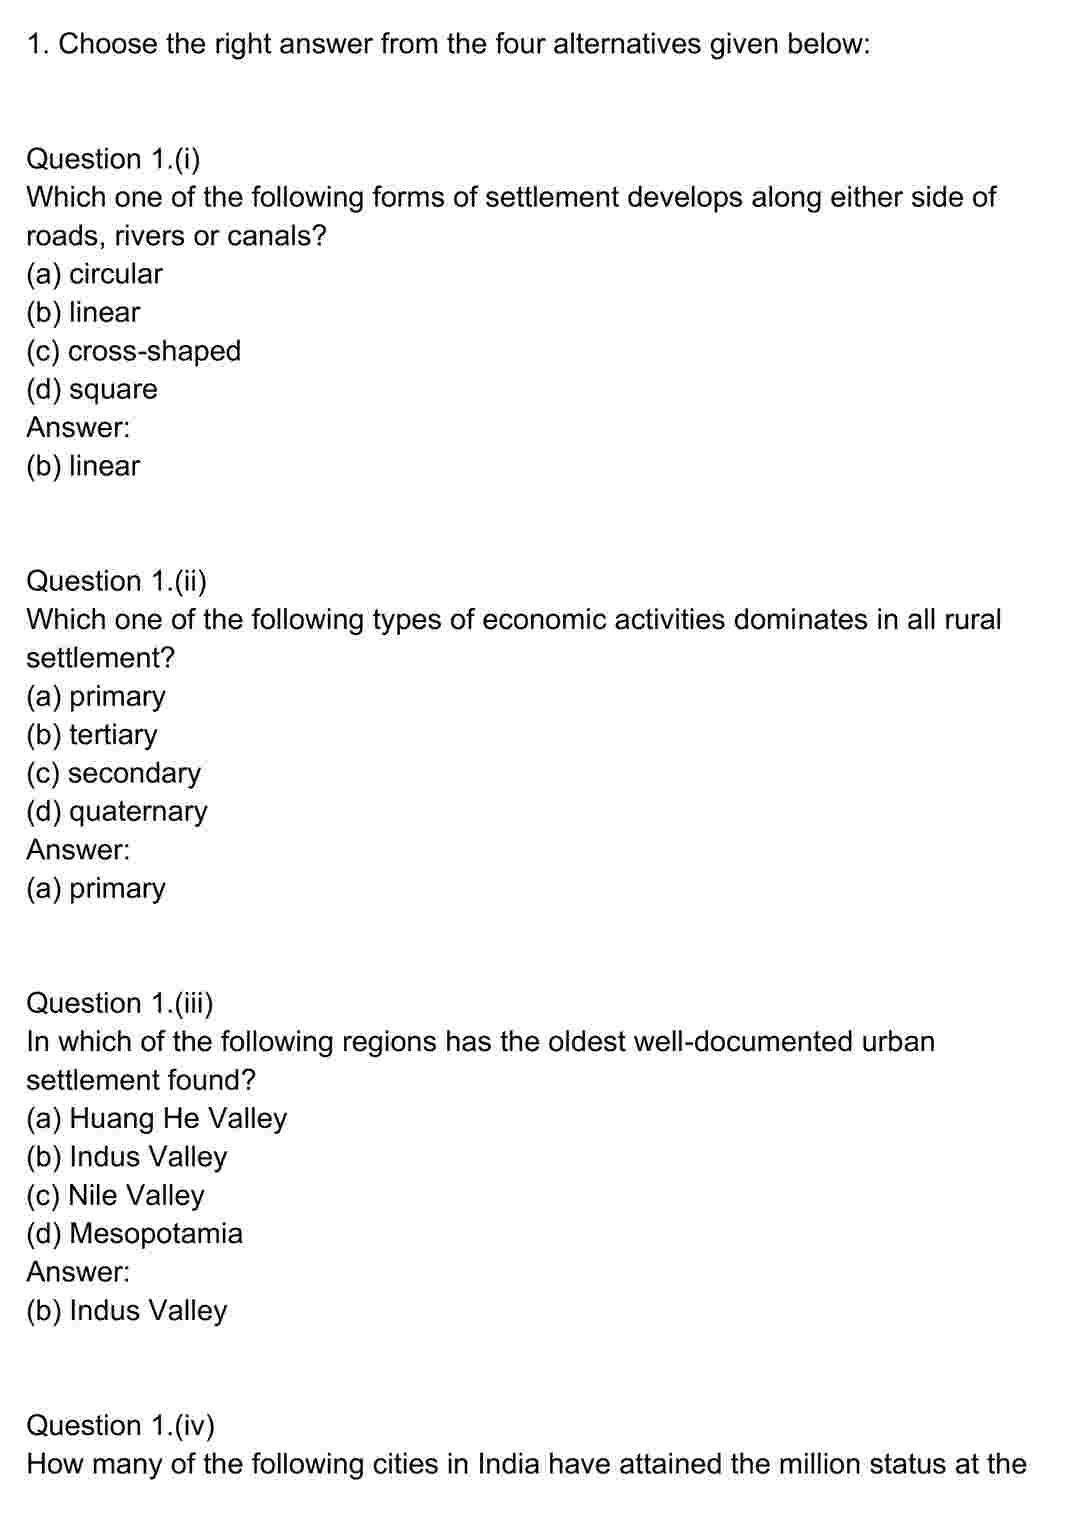 1. Choose the right answer from the four alternatives given below:
Question 1.(i)
Which one of the following forms of settlement develops along either side of
roads, rivers or canals?
(a) circular
(b) linear
(c) cross-shaped
(d) square
Answer:
(b) linear
Question 1.(ii)
Which one of the following types of economic activities dominates in all rural
settlement?
(a) primary
(b) tertiary
(c) secondary
(d) quaternary
Answer:
(a) primary
Question 1.(iii)
In which of the following regions has the oldest well-documented urban
settlement found?
(a) Huang He Valley
(b) Indus Valley
(c) Nile Valley
(d) Mesopotamia
Answer:
(b) Indus Valley
Question 1.(iv)
How many of the following cities in India have attained the million status at the